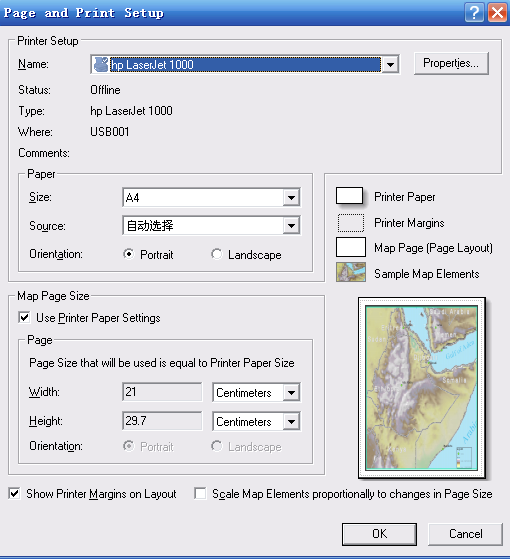 Page and Print Setup
Printer Setup
Name:
hp LaserJet 1000
Properties...
Status:
Offline
Type:
hp LaserJet 1000
Where:
USB001
Comments:
Paper
Size:
A4
Source:
自动选择
Orientation:
Portrait
Landscape
Printer Paper
Printer Margins
Map Page (Page Layout)
Sample Map Elements
Map Page Size
Use Printer Paper Settings
Page
Page Size that will be used is equal to Printer Paper Size
Width:
21
Centimeters
Height:
29.7
Centimeters
Orientation:
Portrait
Landscape
Show Printer Margins on Layout
Scale Map Elements proportionally to changes in Page Size
OK
Cancel